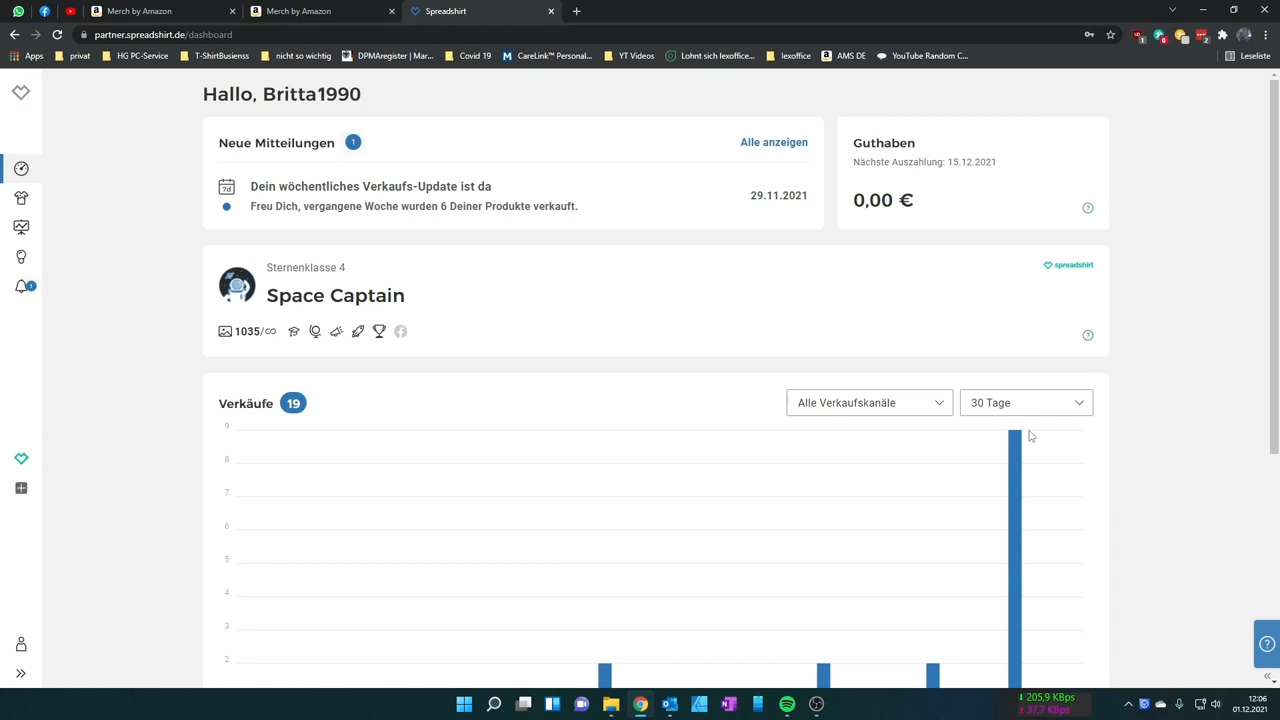 Merch by Amazon
Merch by Amazon
Spreadshirt
partner.spreadshirt.de/dashboard
Apps
privat
HG PC-Service
T-ShirtBusienss
nicht so wichtig
DPMAregister | Mar...
Covid 19
CareLink™ Personal...
YT Videos
Lohnt sich lexoffice...
lexoffice
AMS DE
YouTube Random C...
Leseliste
Hallo, Britta1990
Neue Mitteilungen 1
Alle anzeigen
7d
Dein wöchentliches Verkaufs-Update ist da
Freu Dich, vergangene Woche wurden 6 Deiner Produkte verkauft.
29.11.2021
Guthaben
Nächste Auszahlung: 15.12.2021
0,00 €
Sternenklasse 4
Space Captain
spreadshirt
1035/∞
1
Verkäufe 19
Alle Verkaufskanäle
30 Tage
9
8
7
6
5
4
3
2
205,9 KBps
37,7 KBps
12:06
01.12.2021